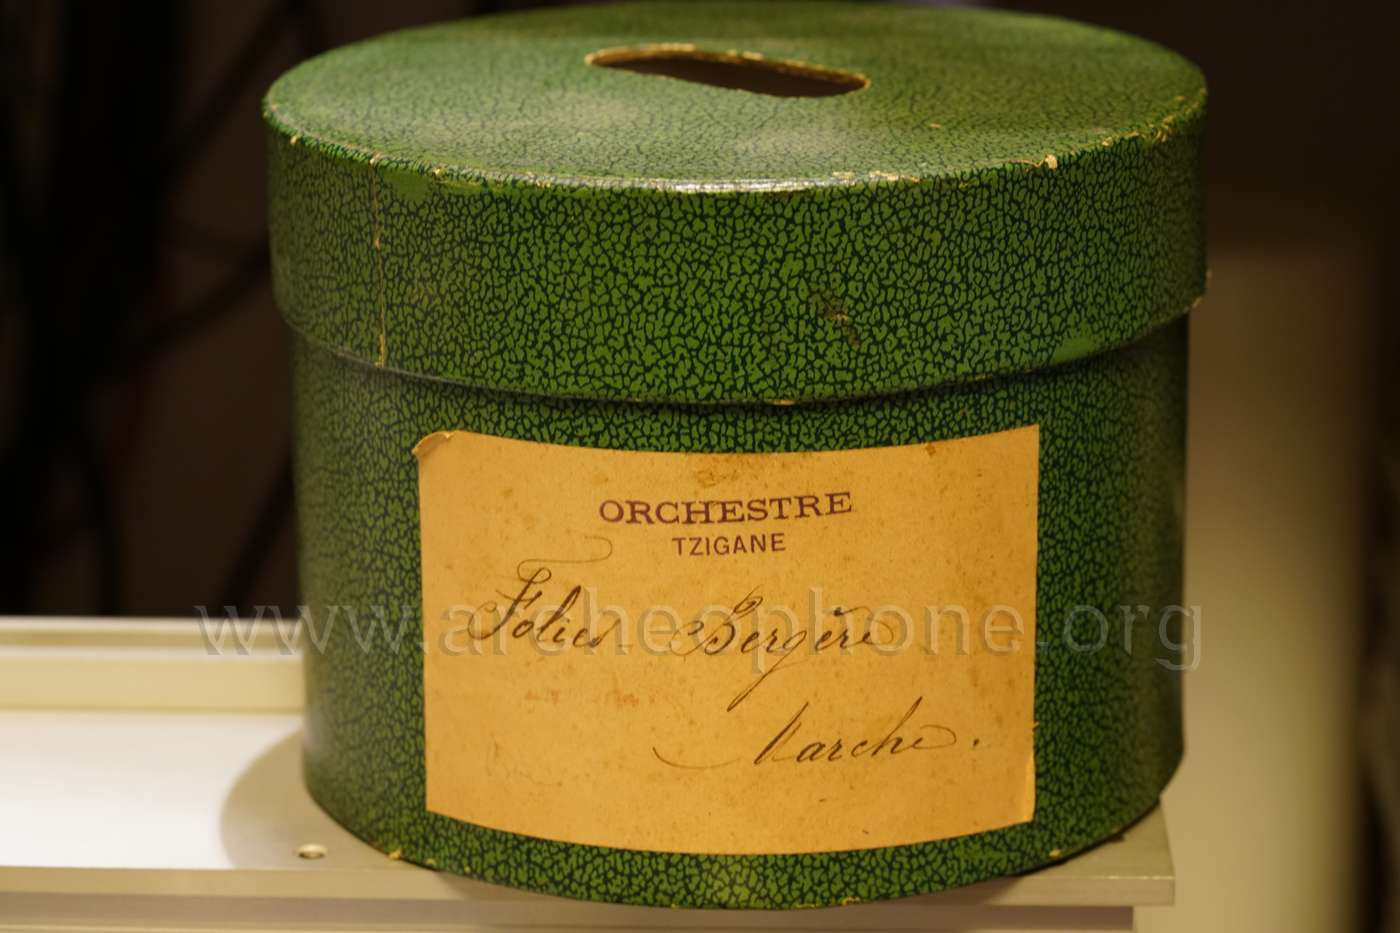 ORCHESTRE
TZIGANE
Folies Bergère
Marche.
www.archeophone.org